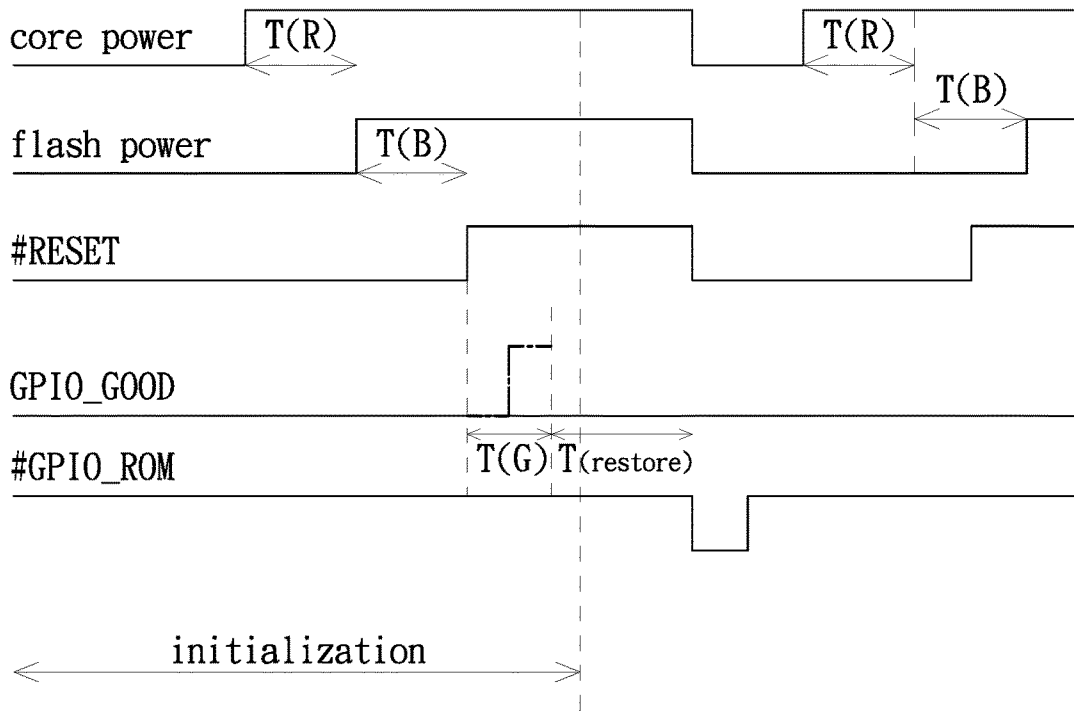 core power T(R) T(R)
T(B)
flash power T(B)
#RESET
GPIO_GOOD
T(G) T(restore)
#GPIO_ROM
initialization